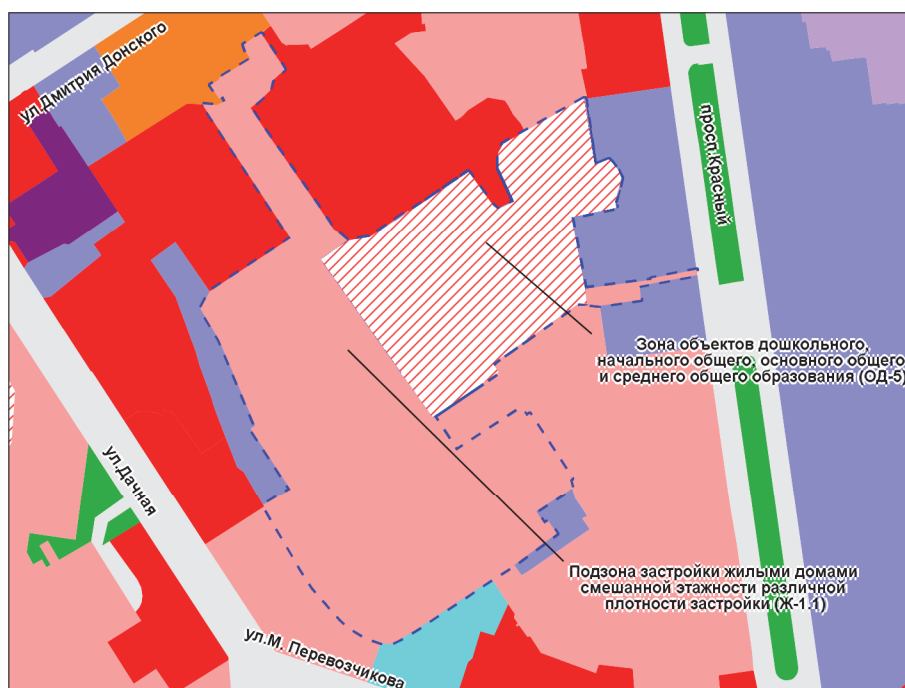 ул.Дмитрия Донского
просп.Красный
Зона объектов дошкольного,
начального общего, основного общего
и среднего общего образования (ОД-5)
ул.Дачная
Подзона застройки жилыми домами
смешанной этажности различной
плотности застройки (Ж-1.1)
ул.М. Перевозчикова